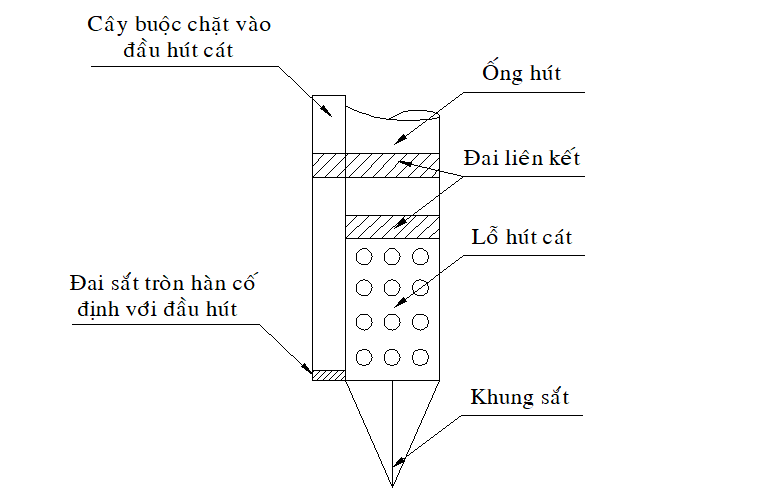 Cây buộc chặt vào
đầu hút cát
Ống hút
Đai liên kết
Lỗ hút cát
Đai sắt tròn hàn cố
định với đầu hút
Khung sắt